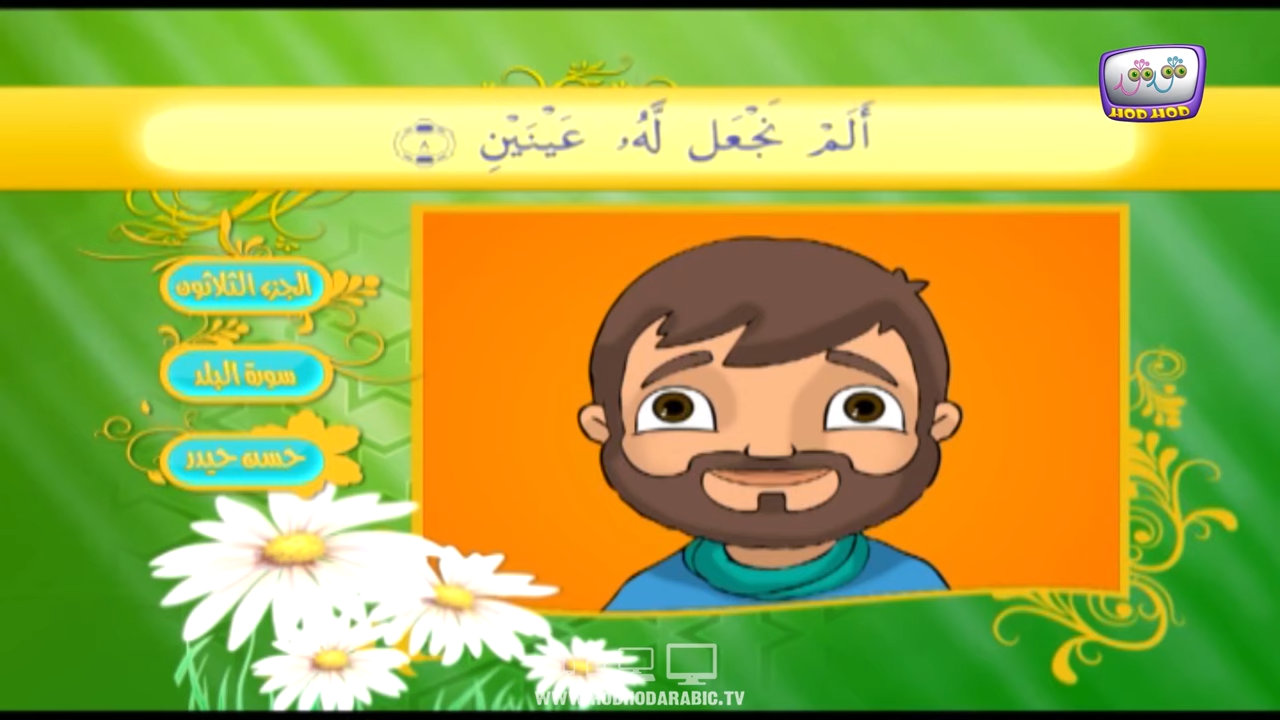 أَلَمْ نَجْعَل لَّهُۥ عَيْنَيْنِ ٨
HOD HOD
الجزء الثلاثون
سورة البلد
حسن حيدر
WWW.HODHODARABIC.TV